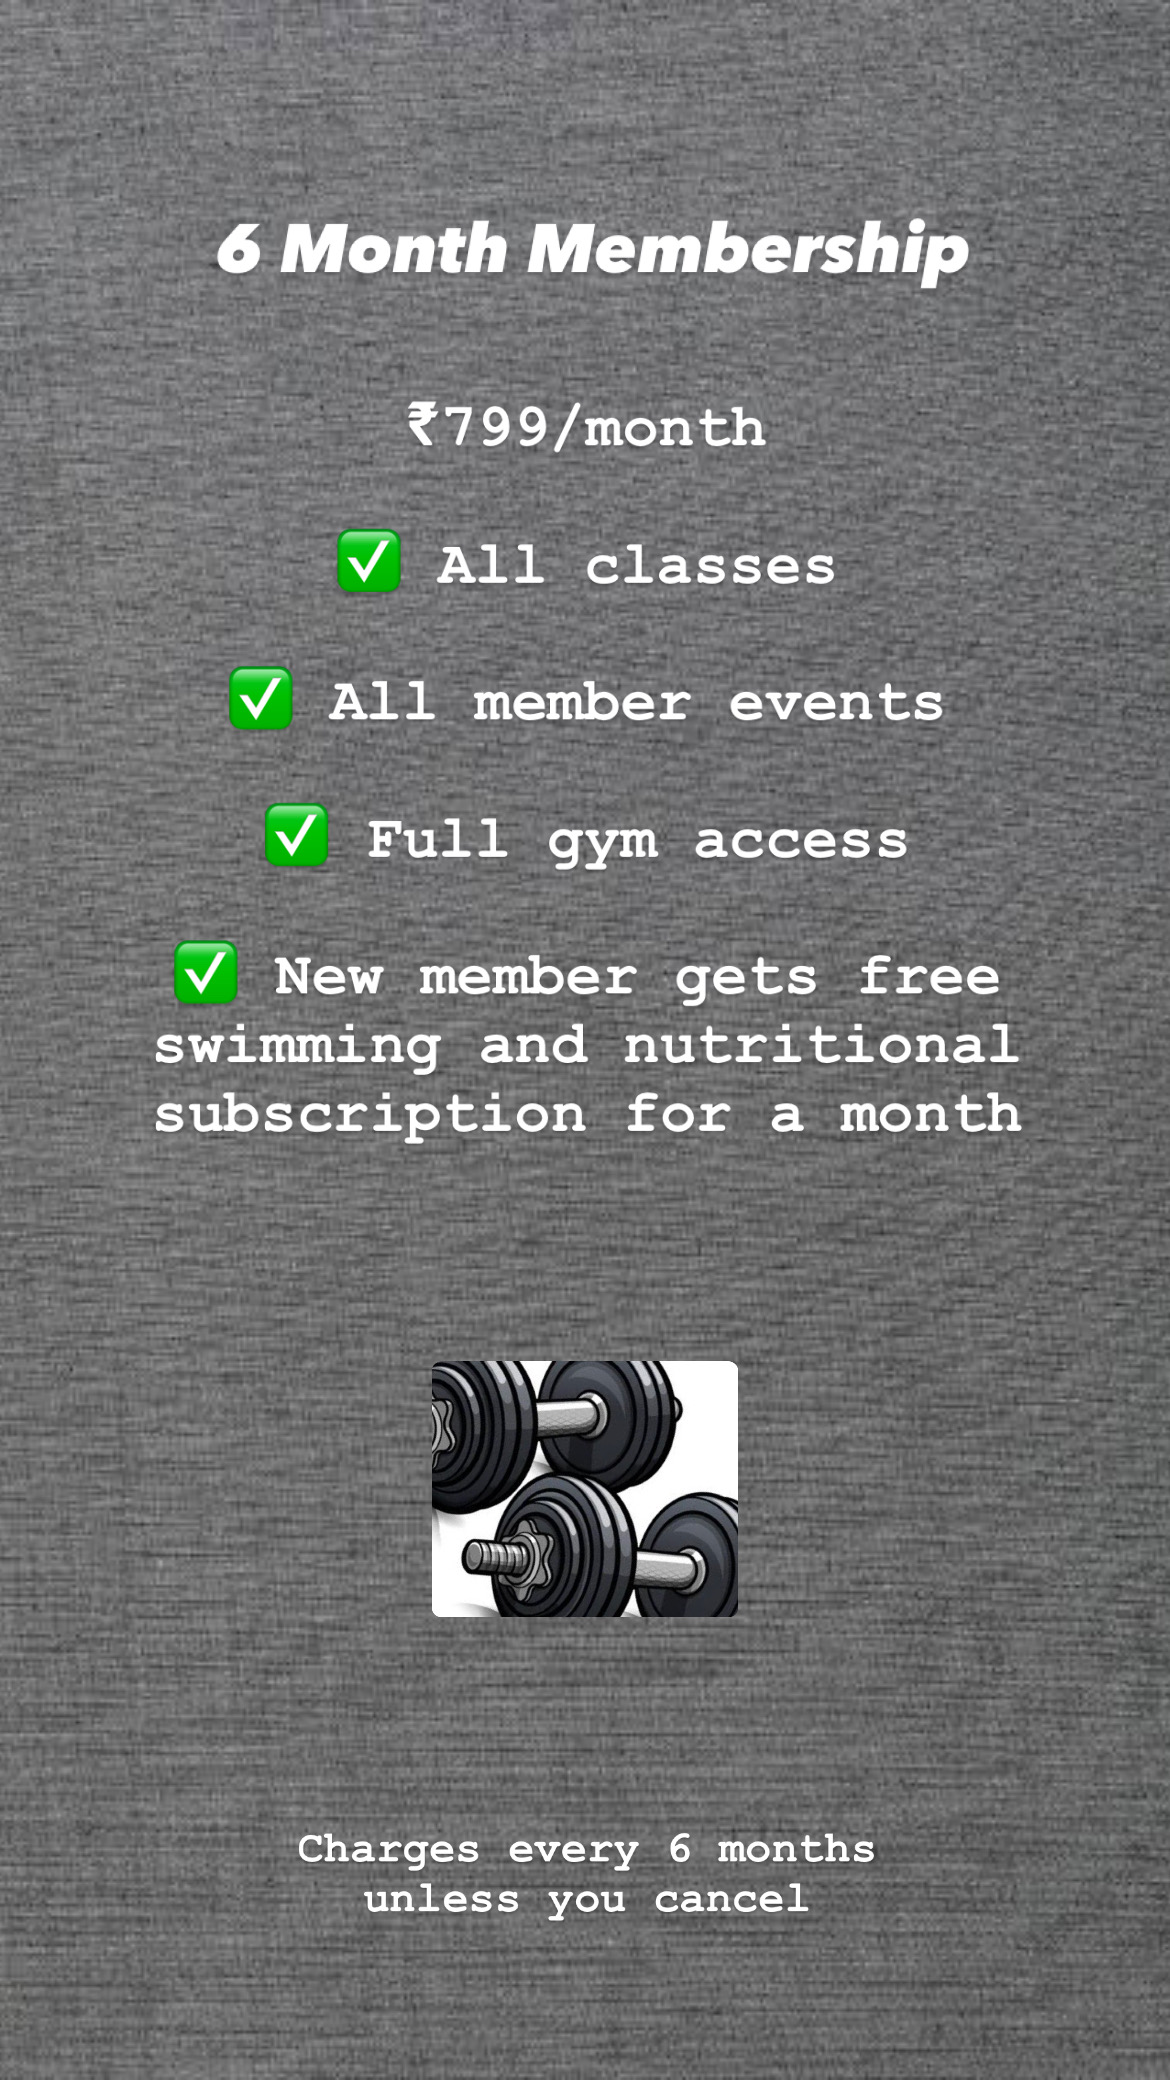 6 Month Membership
₹799/month
✅ All classes
✅ All member events
✅ Full gym access
✅ New member gets free
swimming and nutritional
subscription for a month
Charges every 6 months
unless you cancel